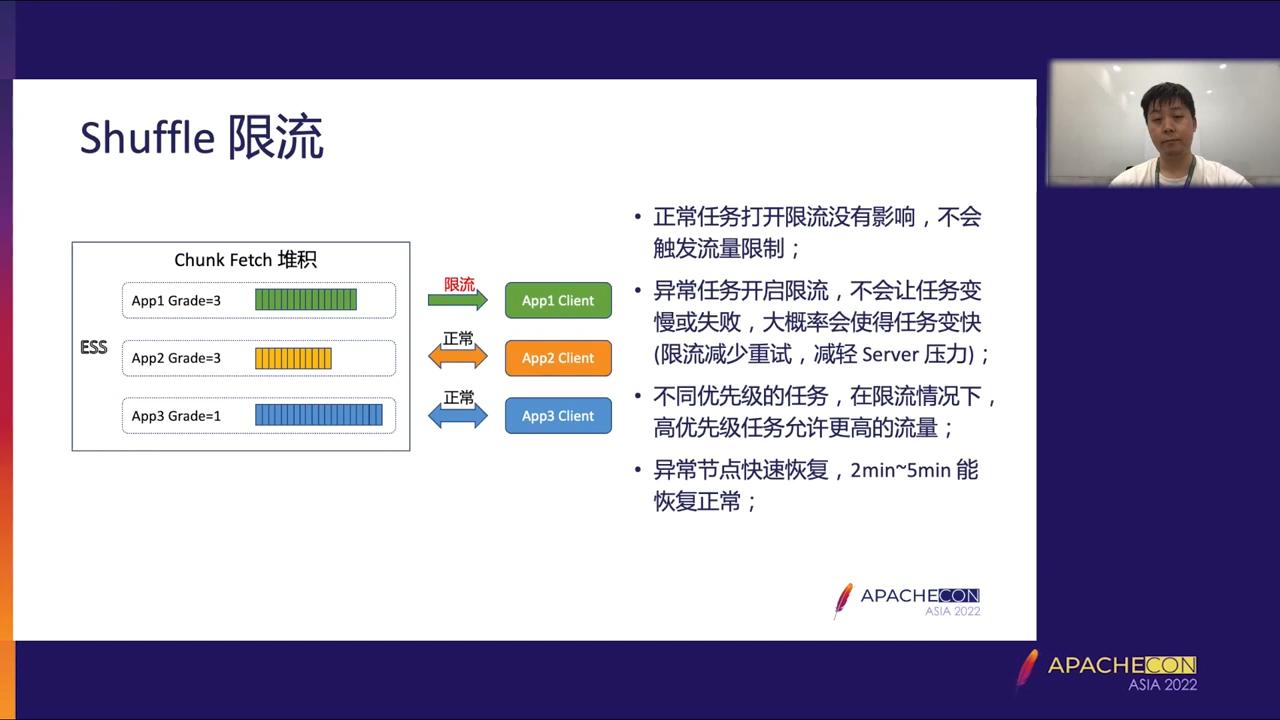 Shuffle 限流
Chunk Fetch 堆积
ESS
App1 Grade=3
限流
App1 Client
App2 Grade=3
正常
App2 Client
App3 Grade=1
正常
App3 Client
• 正常任务打开限流没有影响，不会
触发流量限制；
• 异常任务开启限流，不会让任务变
慢或失败，大概率会使得任务变快
(限流减少重试，减轻 Server 压力)；
• 不同优先级的任务，在限流情况下，
高优先级任务允许更高的流量；
• 异常节点快速恢复，2min~5min 能
恢复正常；
APACHECON
ASIA 2022
APACHECON
ASIA 2022